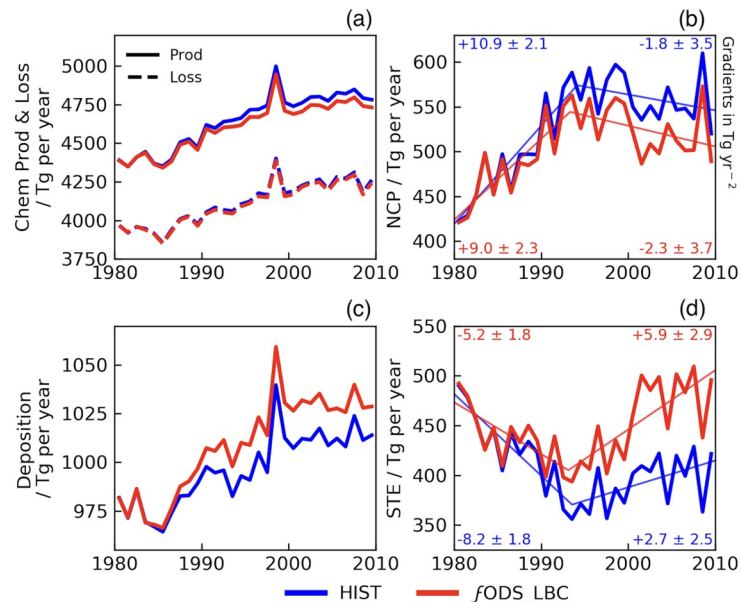 (a)
Chem Prod & Loss
/ Tg per year
5000
4750
4500
4250
4000
3750
Prod
Loss
1980
1990
2000
2010
(b)
NCP / Tg per year
600
550
500
450
400
+10.9 ± 2.1
-1.8 ± 3.5
+9.0 ± 2.3
-2.3 ± 3.7
Gradients in Tg yr⁻²
1980
1990
2000
2010
(c)
Deposition
/ Tg per year
1050
1025
1000
975
1980
1990
2000
2010
(d)
STE / Tg per year
550
500
450
400
350
-5.2 ± 1.8
+5.9 ± 2.9
-8.2 ± 1.8
+2.7 ± 2.5
1980
1990
2000
2010
HIST
fODS LBC